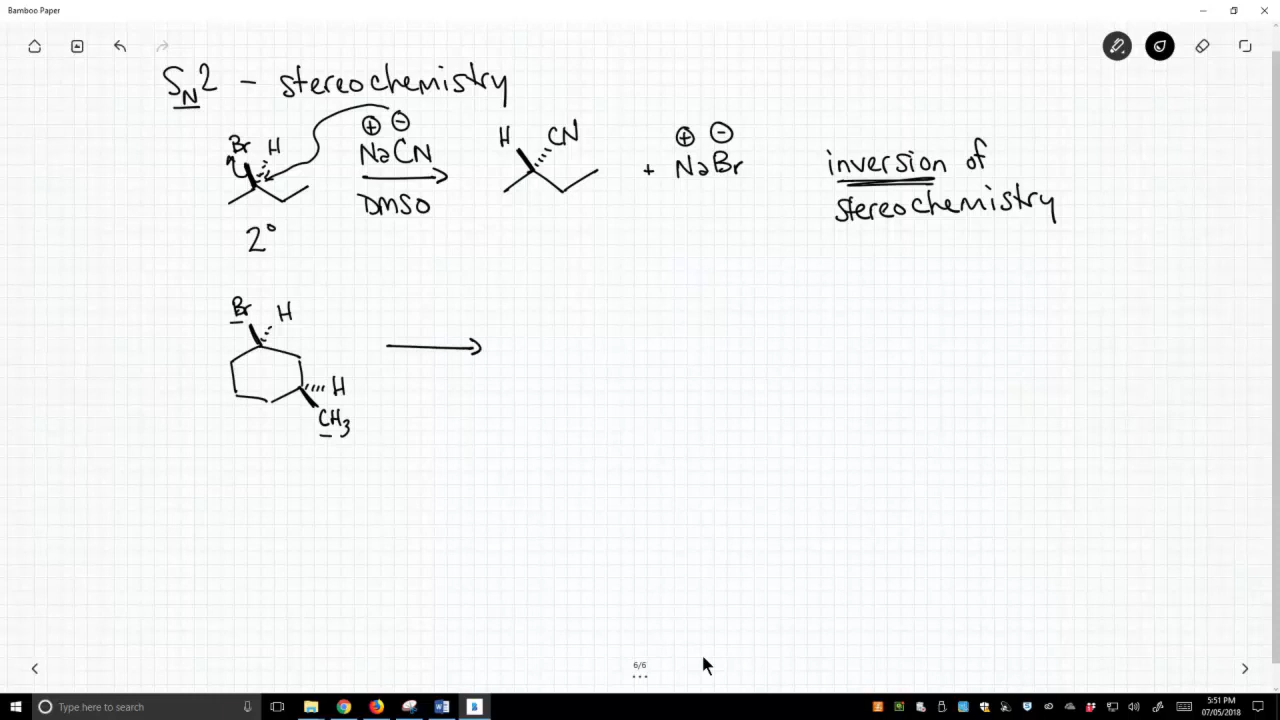 Bamboo Paper
SN2 - stereochemistry
Br H
⊕ ⊖
NaCN
DMSO
2°
H CN
+
⊕ ⊖
NaBr
inversion of
stereochemistry
Br H
H
CH3
6/6
Type here to search
5:51 PM
07/05/2018